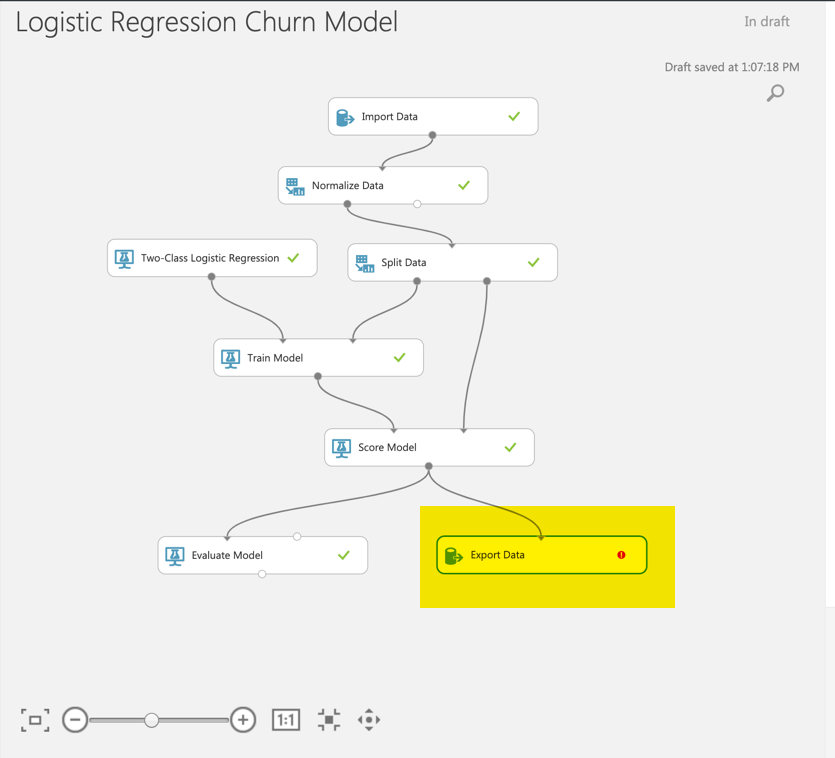 Logistic Regression Churn Model
In draft
Draft saved at 1:07:18 PM
Import Data
Normalize Data
Two-Class Logistic Regression
Split Data
Train Model
Score Model
Evaluate Model
Export Data
1:1